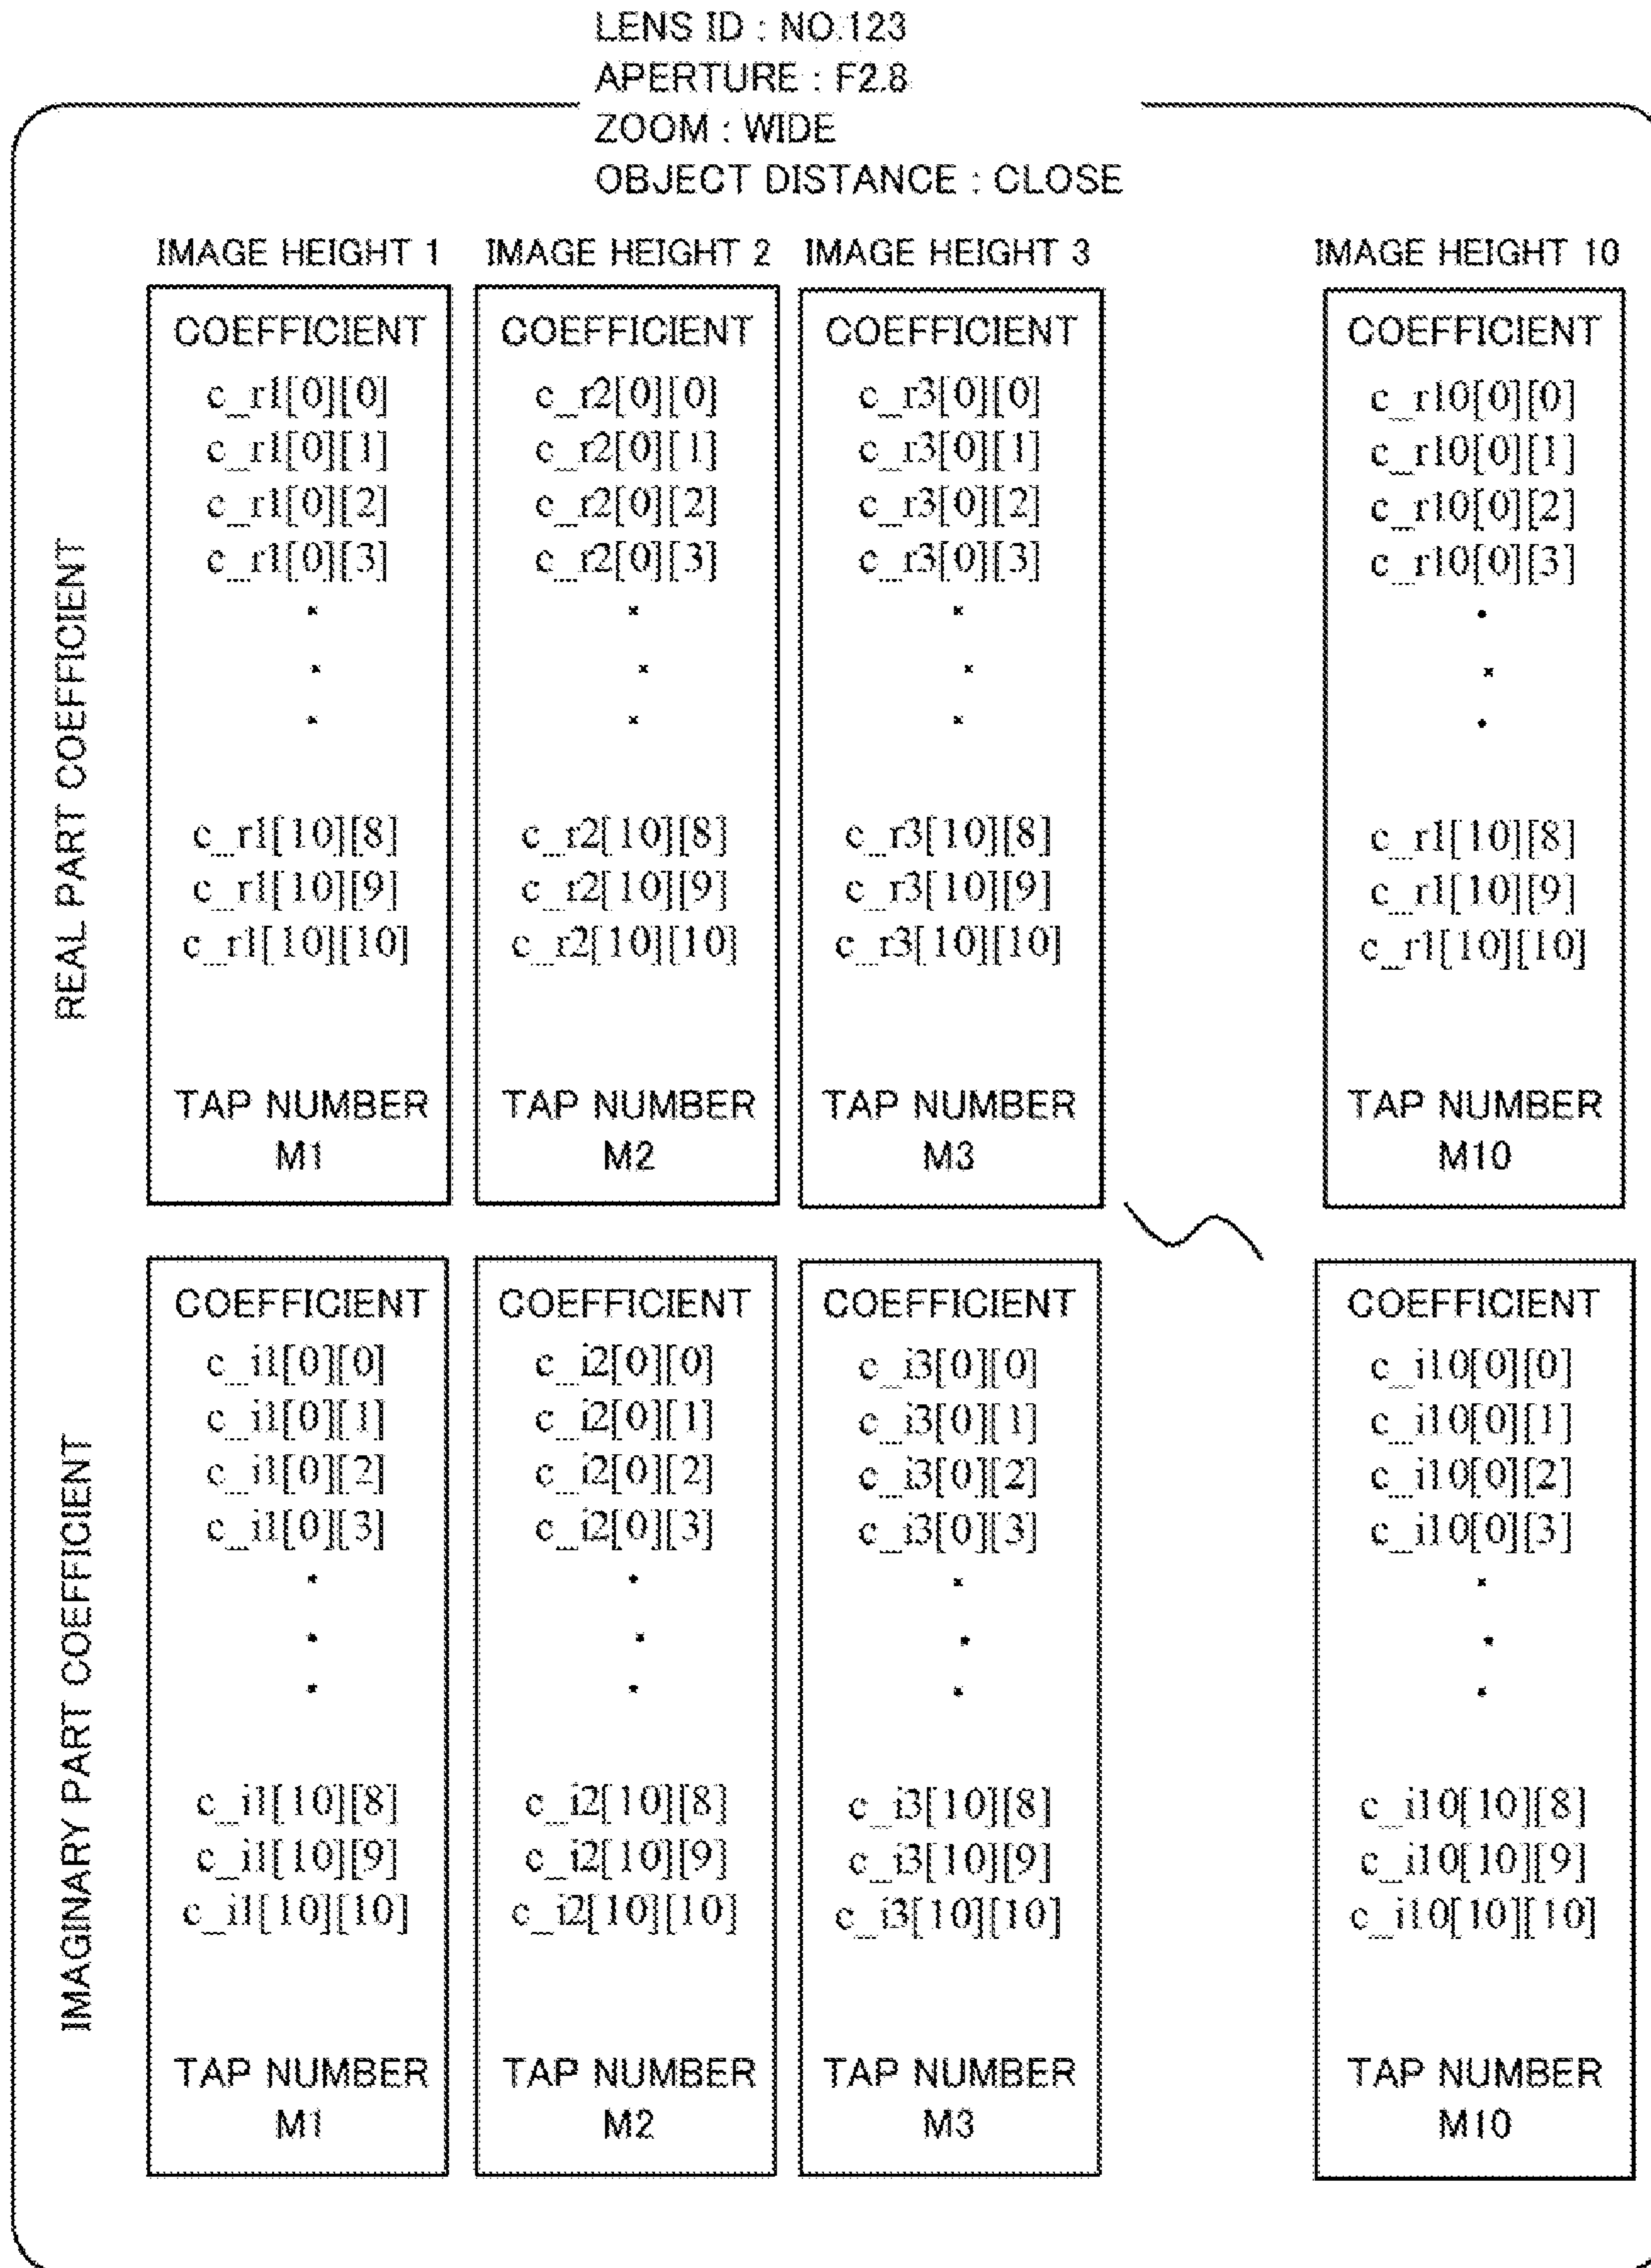 LENS ID : NO.123
APERTURE : F2.8
ZOOM : WIDE
OBJECT DISTANCE : CLOSE
IMAGE HEIGHT 1 IMAGE HEIGHT 2 IMAGE HEIGHT 3 IMAGE HEIGHT 10
REAL PART COEFFICIENT
COEFFICIENT COEFFICIENT COEFFICIENT COEFFICIENT
c_r1[0][0] c_r2[0][0] c_r3[0][0] c_r10[0][0]
c_r1[0][1] c_r2[0][1] c_r3[0][1] c_r10[0][1]
c_r1[0][2] c_r2[0][2] c_r3[0][2] c_r10[0][2]
c_r1[0][3] c_r2[0][3] c_r3[0][3] c_r10[0][3]
c_r1[10][8] c_r2[10][8] c_r3[10][8] c_r1[10][8]
c_r1[10][9] c_r2[10][9] c_r3[10][9] c_r1[10][9]
c_r1[10][10] c_r2[10][10] c_r3[10][10] c_r1[10][10]
TAP NUMBER TAP NUMBER TAP NUMBER TAP NUMBER
M1 M2 M3 M10
IMAGINARY PART COEFFICIENT
COEFFICIENT COEFFICIENT COEFFICIENT COEFFICIENT
c_i1[0][0] c_i2[0][0] c_i3[0][0] c_i10[0][0]
c_i1[0][1] c_i2[0][1] c_i3[0][1] c_i10[0][1]
c_i1[0][2] c_i2[0][2] c_i3[0][2] c_i10[0][2]
c_i1[0][3] c_i2[0][3] c_i3[0][3] c_i10[0][3]
c_i1[10][8] c_i2[10][8] c_i3[10][8] c_i10[10][8]
c_i1[10][9] c_i2[10][9] c_i3[10][9] c_i10[10][9]
c_i1[10][10] c_i2[10][10] c_i3[10][10] c_i10[10][10]
TAP NUMBER TAP NUMBER TAP NUMBER TAP NUMBER
M1 M2 M3 M10